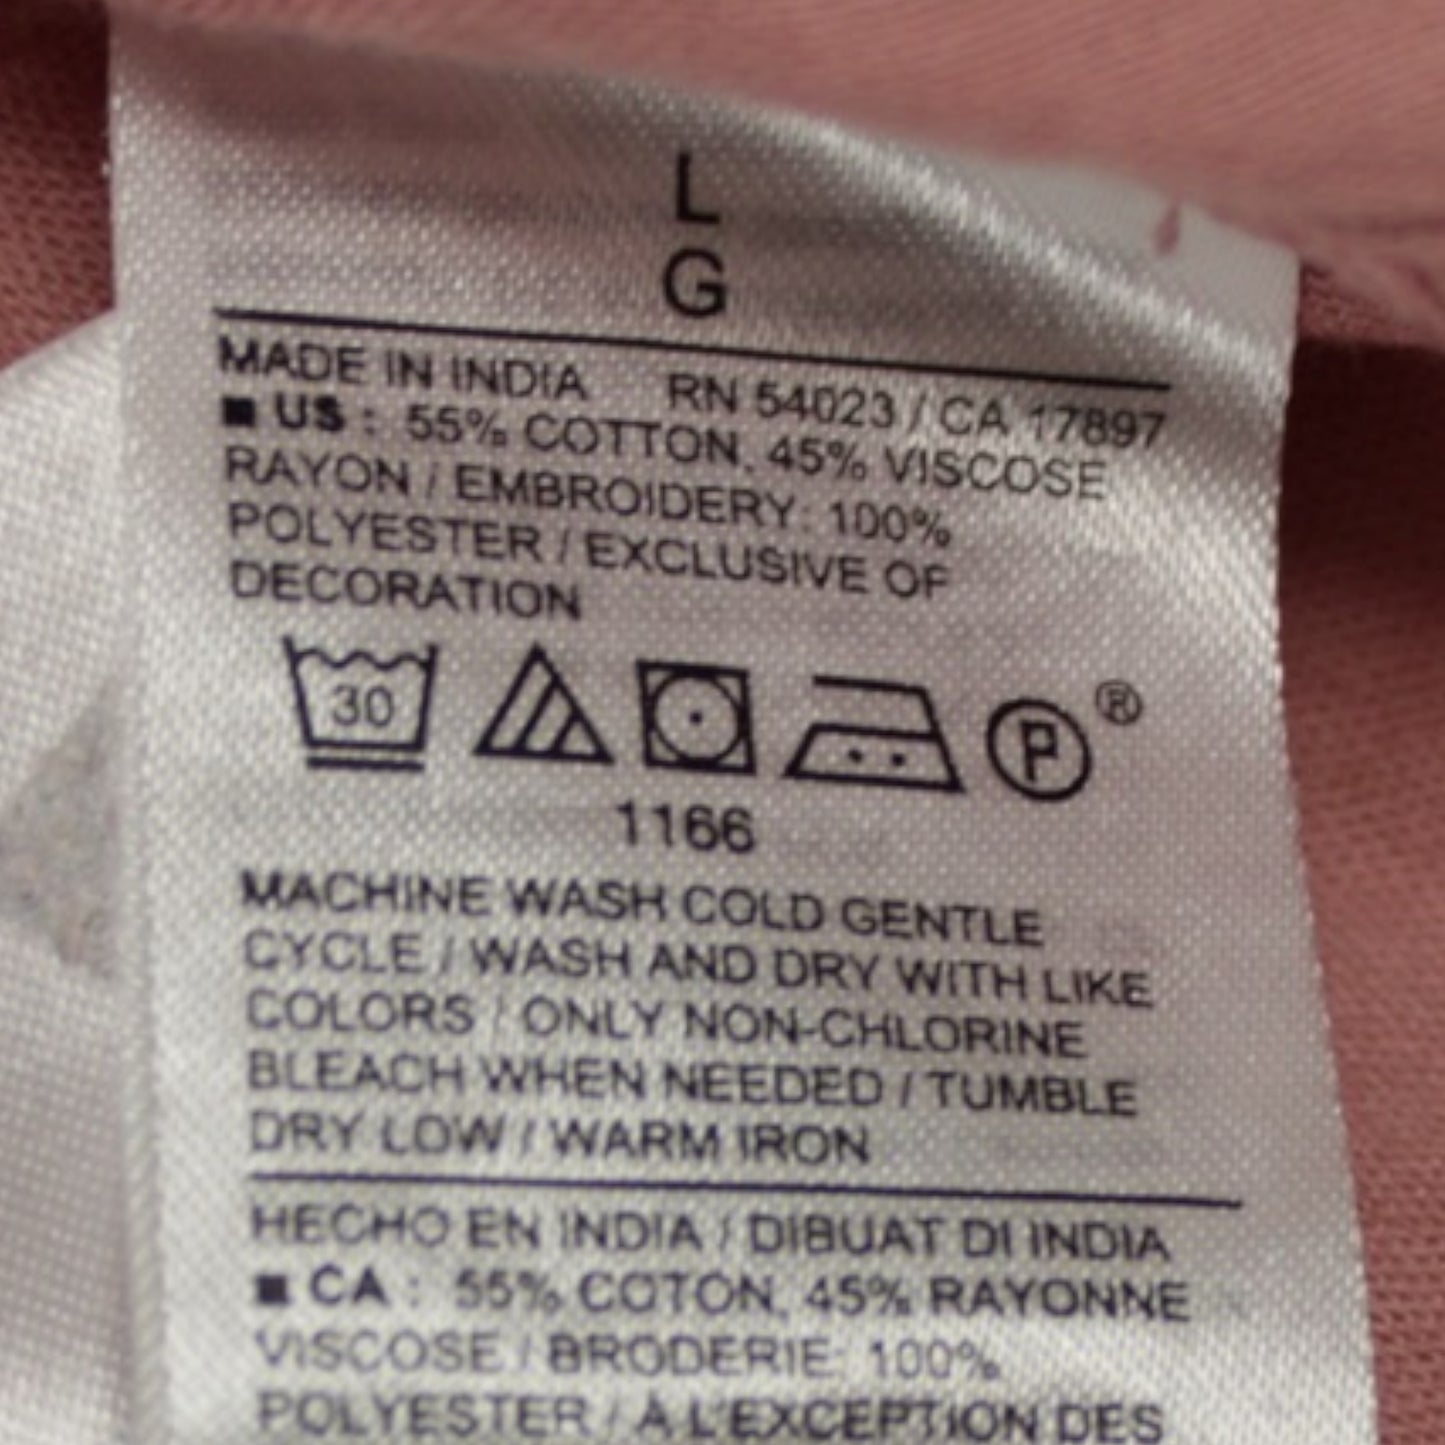 L
G
MADE IN INDIA RN 54023 / CA 17897
■ US : 55% COTTON, 45% VISCOSE
RAYON / EMBROIDERY: 100%
POLYESTER / EXCLUSIVE OF
DECORATION
30 P ®
1166
MACHINE WASH COLD GENTLE
CYCLE / WASH AND DRY WITH LIKE
COLORS / ONLY NON-CHLORINE
BLEACH WHEN NEEDED / TUMBLE
DRY LOW / WARM IRON
HECHO EN INDIA / DIBUAT DI INDIA
■ CA : 55% COTON, 45% RAYONNE
VISCOSE / BRODERIE: 100%
POLYESTER / À L'EXCEPTION DES